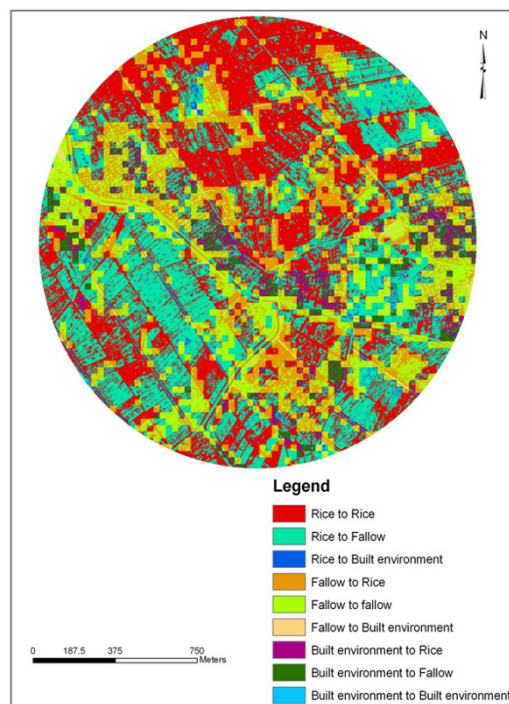 N
Legend
Rice to Rice
Rice to Fallow
Rice to Built environment
Fallow to Rice
Fallow to fallow
Fallow to Built environment
Built environment to Rice
Built environment to Fallow
Built environment to Built environment
0 187.5 375 750
Meters